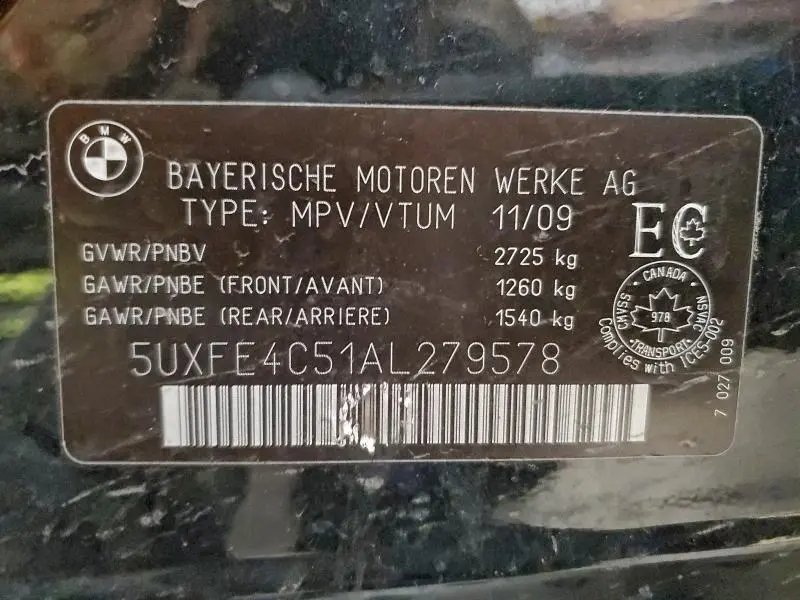 BMW
BAYERISCHE MOTOREN WERKE AG
TYPE: MPV/VTUM 11/09
EC
GVWR/PNBV 2725 kg
GAWR/PNBE (FRONT/AVANT) 1260 kg
GAWR/PNBE (REAR/ARRIERE) 1540 kg
CANADA
CMVSS NSVAC
978
TRANSPORT
Complies with ICES-002
5UXFE4C51AL279578
7 027 009